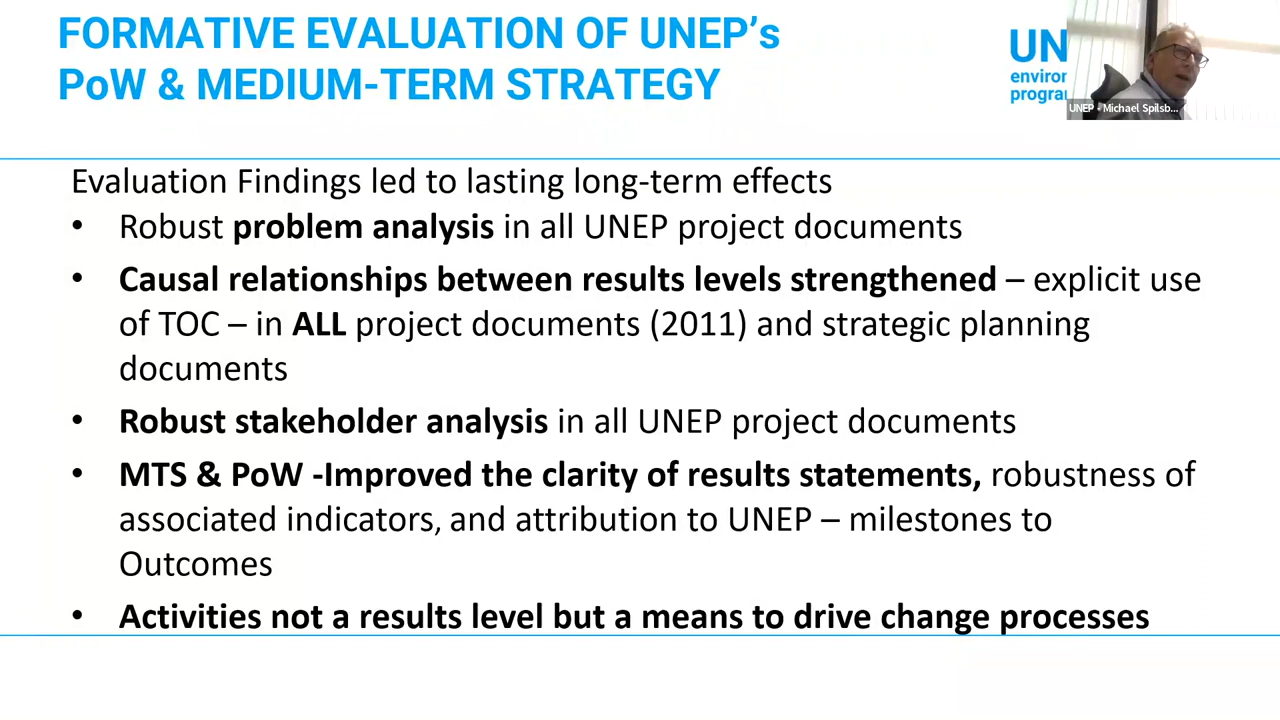 FORMATIVE EVALUATION OF UNEP's
PoW & MEDIUM-TERM STRATEGY
UN
environ
progra
UNEP - Michael Spilsb...
Evaluation Findings led to lasting long-term effects
• Robust problem analysis in all UNEP project documents
• Causal relationships between results levels strengthened – explicit use
of TOC – in ALL project documents (2011) and strategic planning
documents
• Robust stakeholder analysis in all UNEP project documents
• MTS & PoW -Improved the clarity of results statements, robustness of
associated indicators, and attribution to UNEP – milestones to
Outcomes
• Activities not a results level but a means to drive change processes